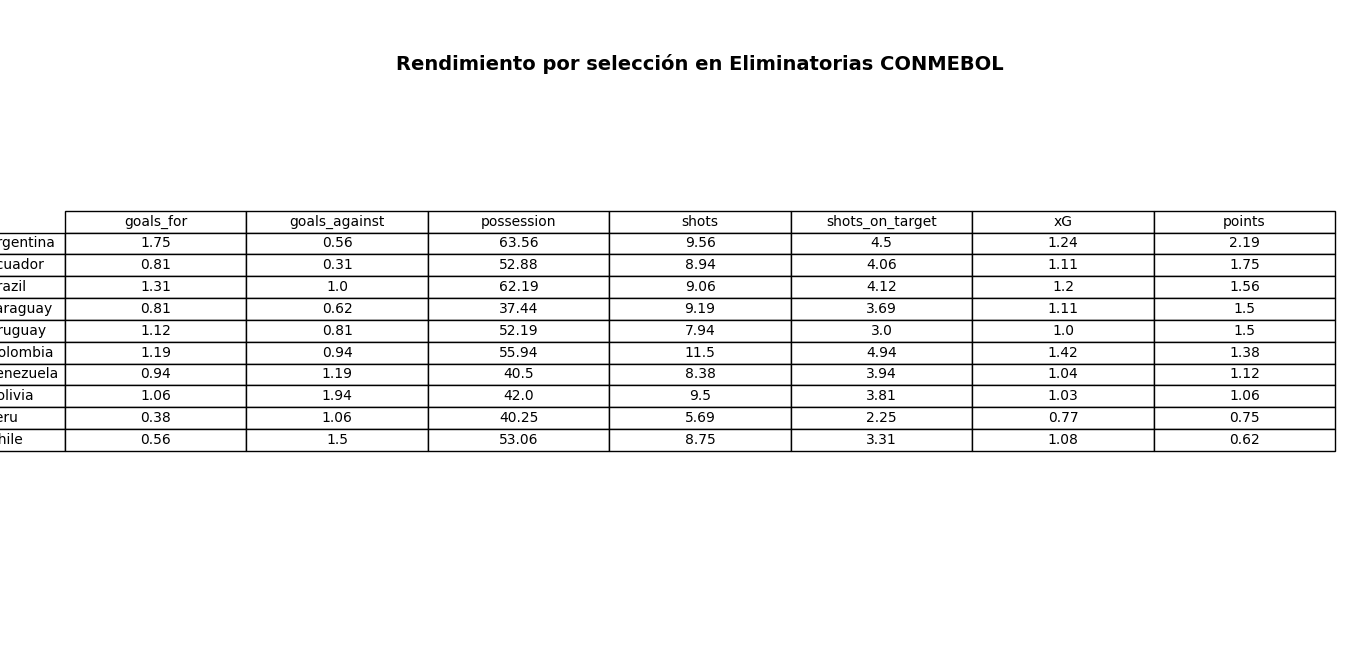 Rendimiento por selección en Eliminatorias CONMEBOL
goals_for goals_against possession shots shots_on_target xG points
rgentina 1.75 0.56 63.56 9.56 4.5 1.24 2.19
cuador 0.81 0.31 52.88 8.94 4.06 1.11 1.75
razil 1.31 1.0 62.19 9.06 4.12 1.2 1.56
araguay 0.81 0.62 37.44 9.19 3.69 1.11 1.5
ruguay 1.12 0.81 52.19 7.94 3.0 1.0 1.5
olombia 1.19 0.94 55.94 11.5 4.94 1.42 1.38
enezuela 0.94 1.19 40.5 8.38 3.94 1.04 1.12
olivia 1.06 1.94 42.0 9.5 3.81 1.03 1.06
eru 0.38 1.06 40.25 5.69 2.25 0.77 0.75
hile 0.56 1.5 53.06 8.75 3.31 1.08 0.62